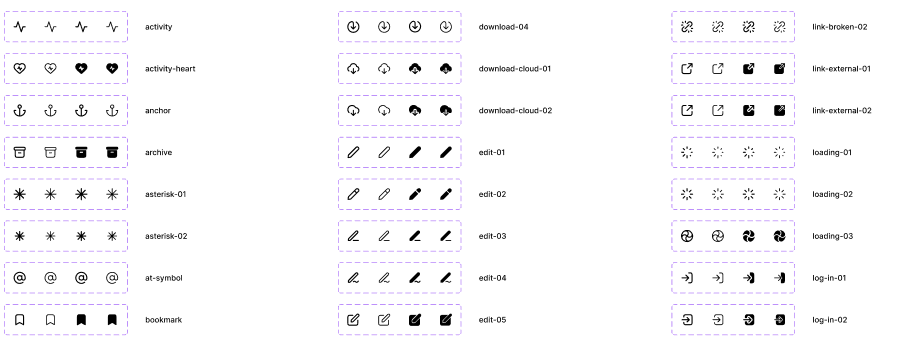 activity
activity-heart
anchor
archive
asterisk-01
asterisk-02
at-symbol
bookmark
download-04
download-cloud-01
download-cloud-02
edit-01
edit-02
edit-03
edit-04
edit-05
link-broken-02
link-external-01
link-external-02
loading-01
loading-02
loading-03
log-in-01
log-in-02